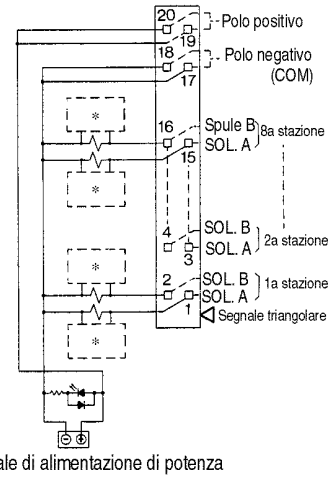 20
Polo positivo
19
18
Polo negativo
(COM)
17
16
Spule B
8a stazione
SOL. A
15
4
SOL. B
2a stazione
SOL. A
3
2
SOL. B
1a stazione
SOL. A
1
Segnale triangolare
*
*
*
*
ale di alimentazione di potenza